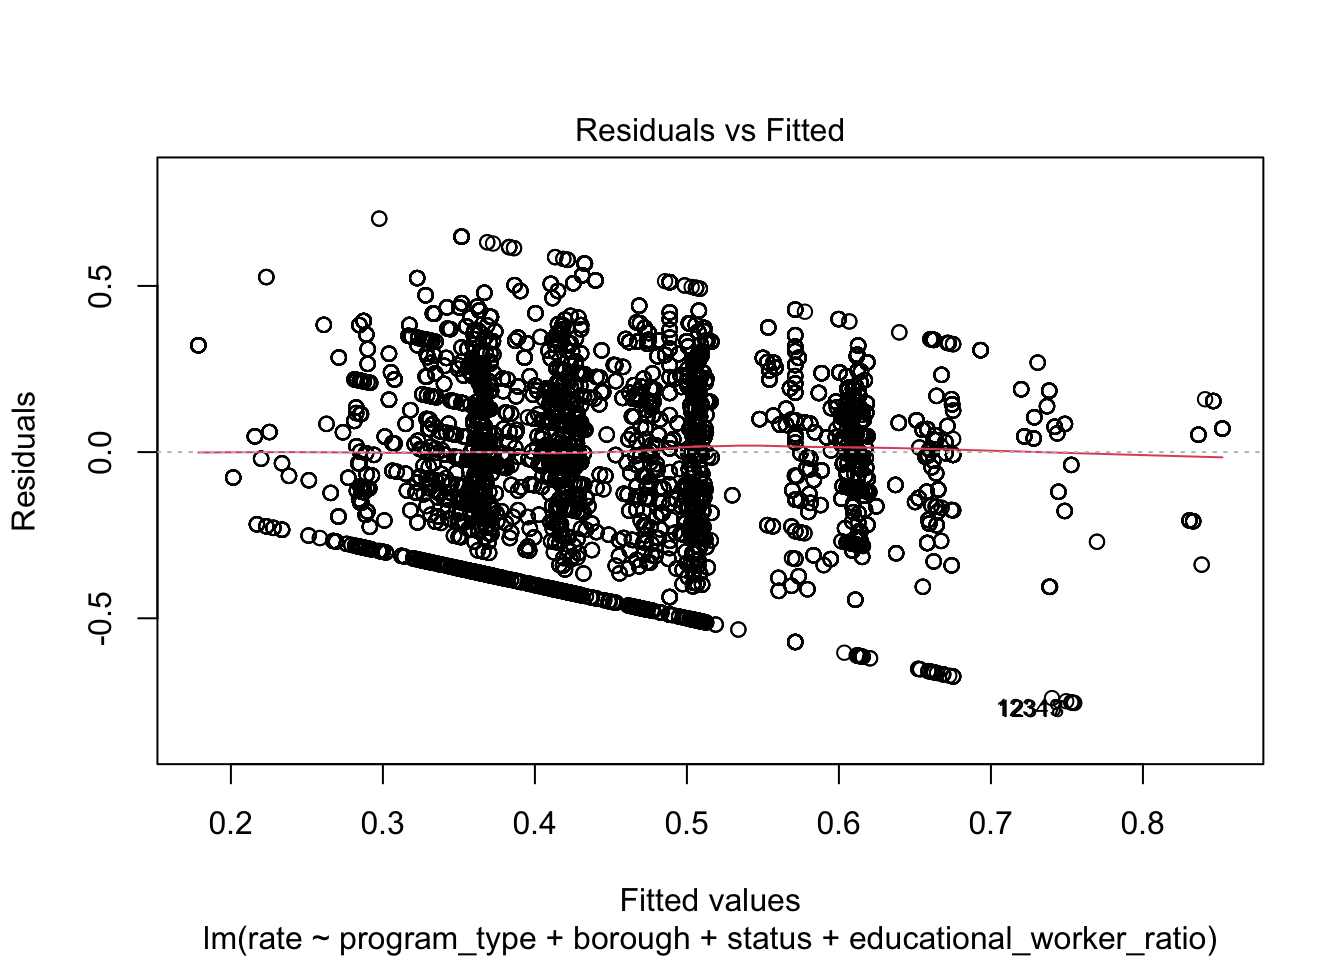 Residuals vs Fitted
Residuals
0.5
0.0
-0.5
0.2 0.3 0.4 0.5 0.6 0.7 0.8
Fitted values
lm(rate ~ program_type + borough + status + educational_worker_ratio)